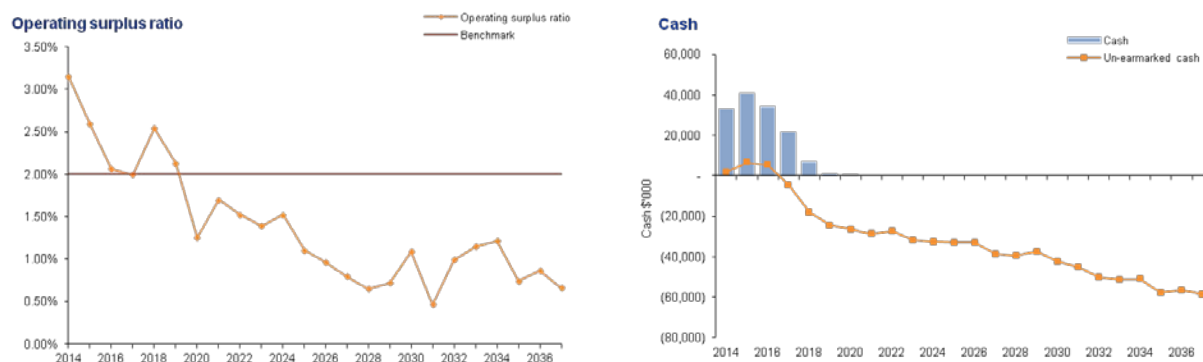 Operating surplus ratio
Operating surplus ratio
Benchmark
3.50%
3.00%
2.50%
2.00%
1.50%
1.00%
0.50%
0.00%
2014 2016 2018 2020 2022 2024 2026 2028 2030 2032 2034 2036
Cash
Cash
Un-earmarked cash
Cash $'000
60,000
40,000
20,000
-
(20,000)
(40,000)
(60,000)
(80,000)
2014 2016 2018 2020 2022 2024 2026 2028 2030 2032 2034 2036